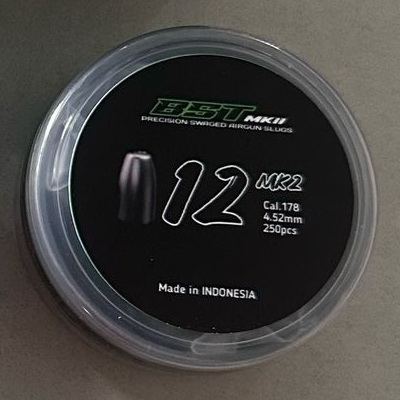 BST MKII
PRECISION SWAGED AIRGUN SLUGS
12 MK2
Cal.178
4.52mm
250pcs
Made in INDONESIA